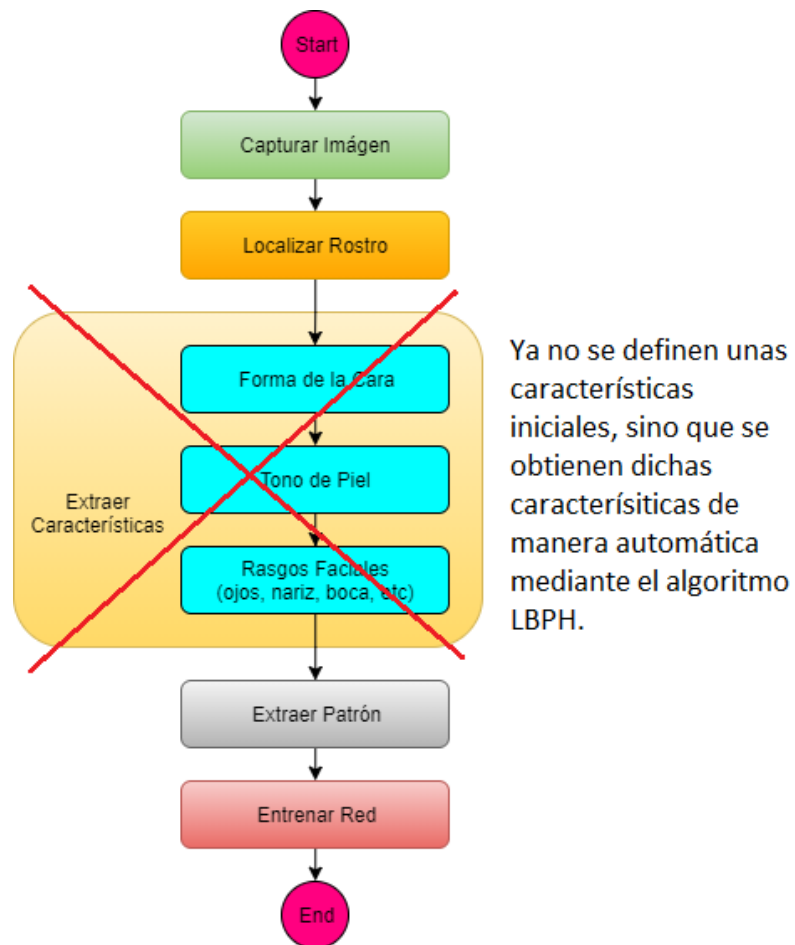 Start
Capturar Imágen
Localizar Rostro
Forma de la Cara
Tono de Piel
Extraer
Características
Rasgos Faciales
(ojos, nariz, boca, etc)
Extraer Patrón
Entrenar Red
End
Ya no se definen unas
características
iniciales, sino que se
obtienen dichas
caracterísiticas de
manera automática
mediante el algoritmo
LBPH.